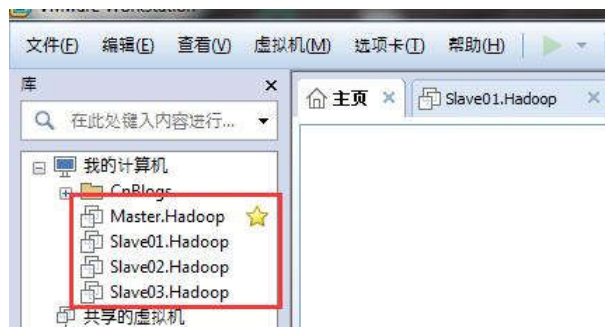 VMware Workstation
文件(F) 编辑(E) 查看(V) 虚拟机(M) 选项卡(T) 帮助(H)
库
在此处键入内容进行...
主页
Slave01.Hadoop
我的计算机
CnBlogs
Master.Hadoop
Slave01.Hadoop
Slave02.Hadoop
Slave03.Hadoop
共享的虚拟机